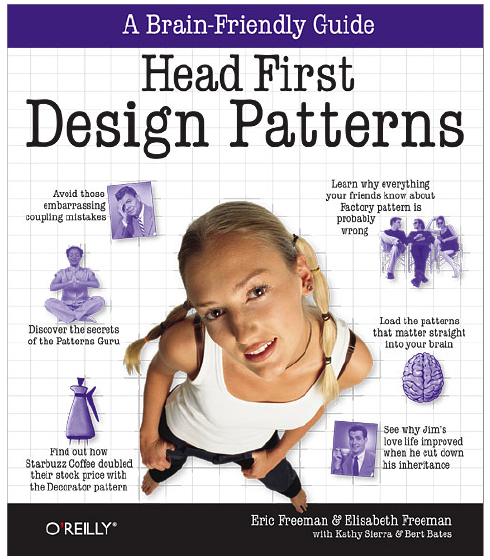 A Brain-Friendly Guide
Head First
Design Patterns
Avoid those
embarrassing
coupling mistakes
Learn why everything
your friends know about
Factory pattern is
probably
wrong
Discover the secrets
of the Patterns Guru
Load the patterns
that matter straight
into your brain
Find out how
Starbuzz Coffee doubled
their stock price with
the Decorator pattern
See why Jim's
love life improved
when he cut down
his inheritance
O'REILLY®
Eric Freeman & Elisabeth Freeman
with Kathy Sierra & Bert Bates